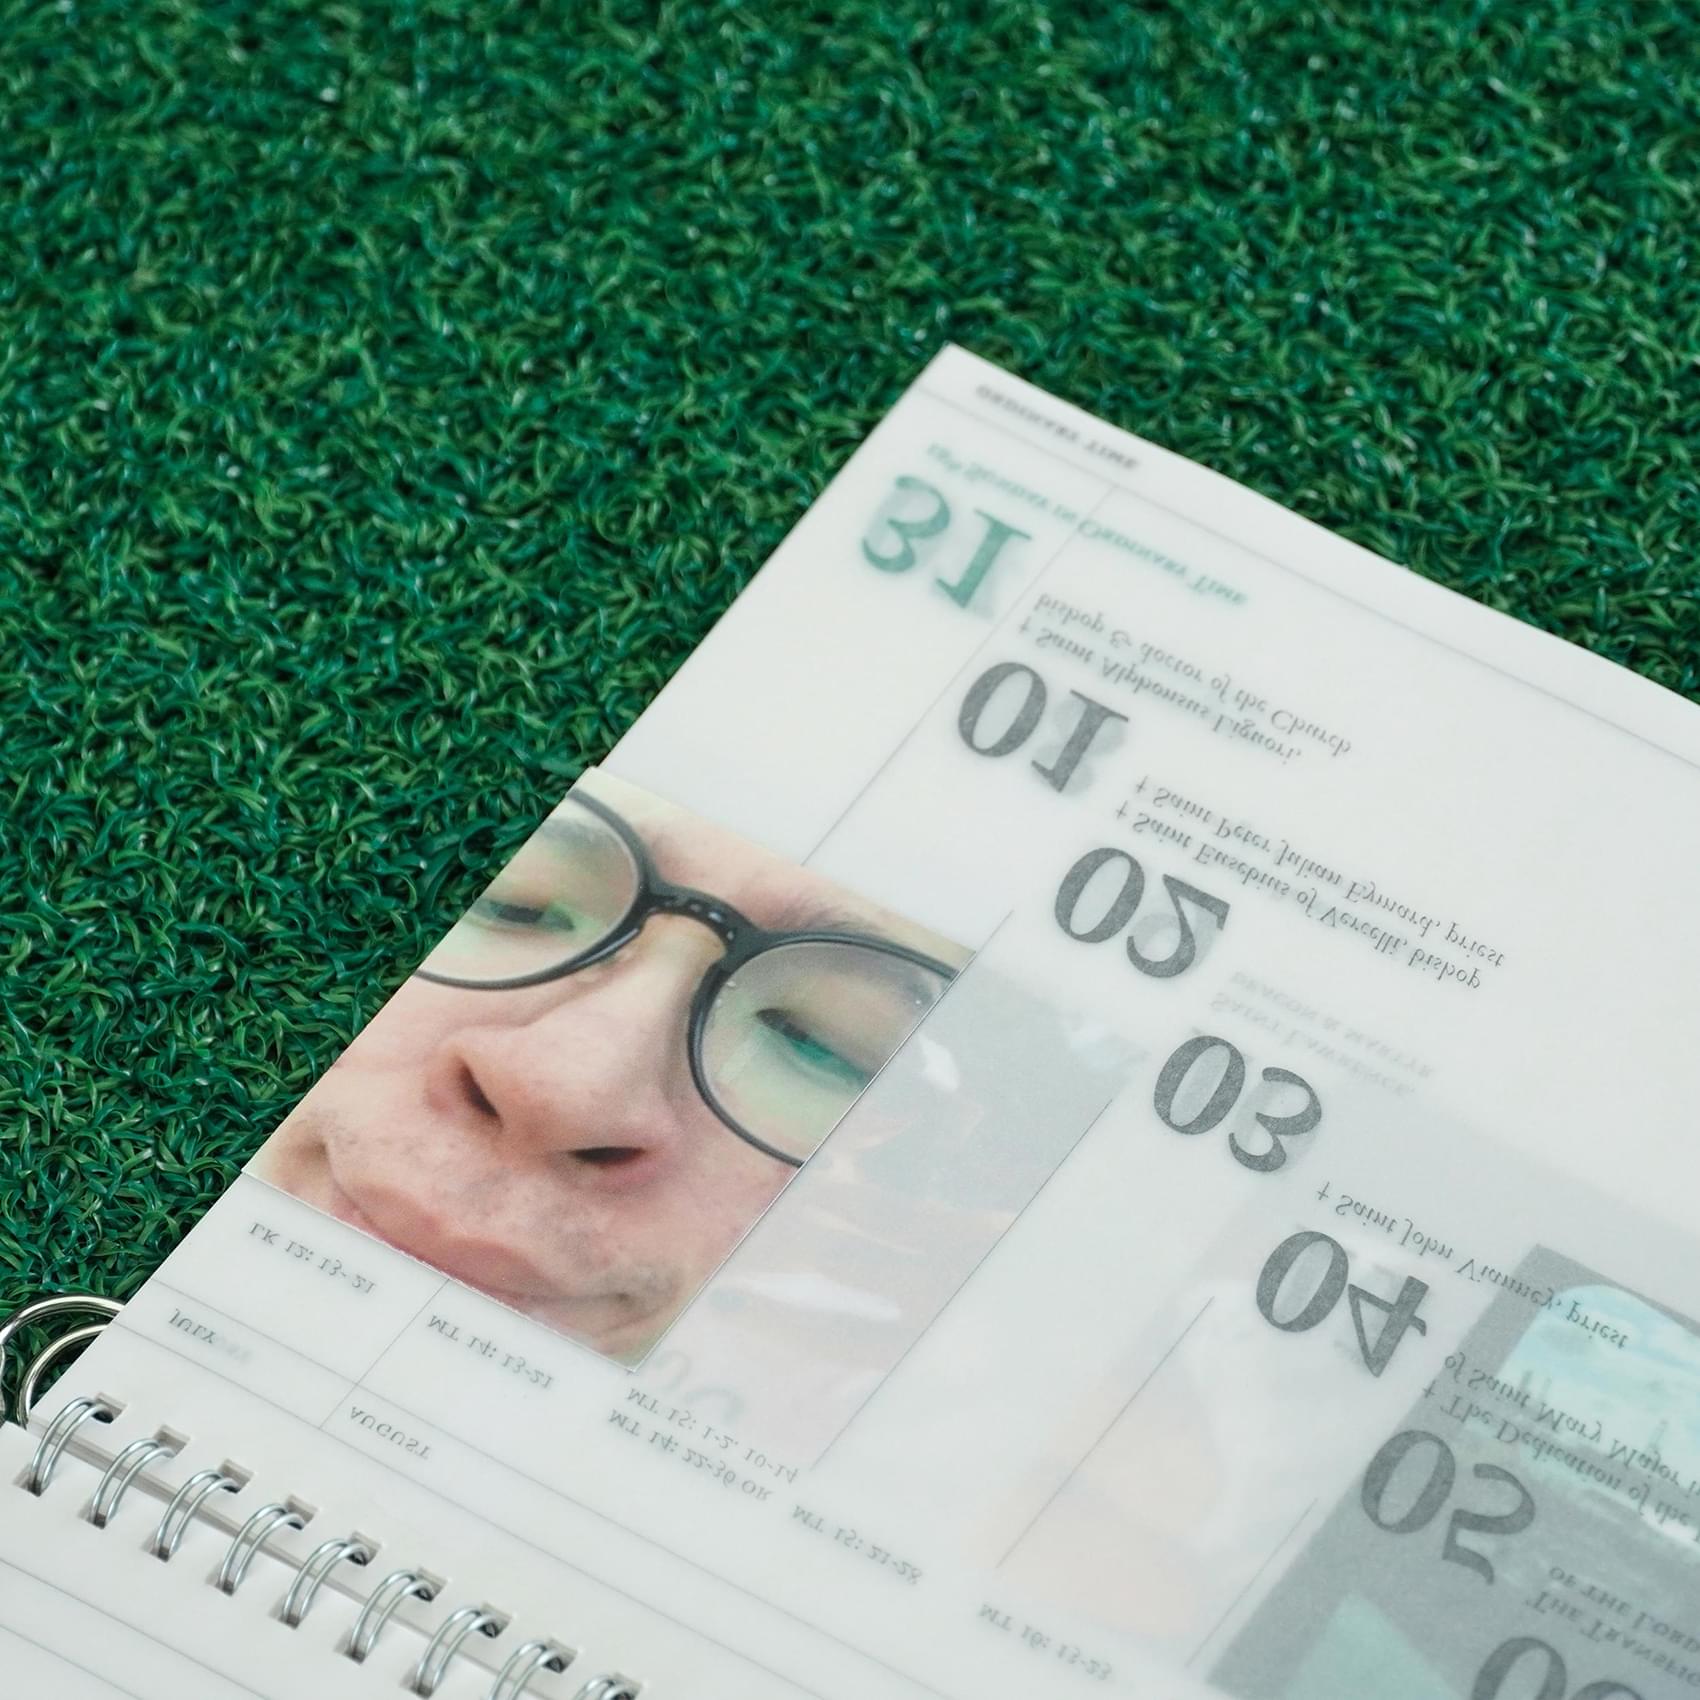 JULY
AUGUST
LK 12: 13-21
MT 14: 13-21
MT 14: 22-36 OR
MT 15: 1-2, 10-14
MT 15: 21-28
MT 16: 13-23
31
18th SUNDAY IN ORDINARY TIME
01
† Saint Alphonsus Liguori,
bishop & doctor of the Church
02
† Saint Eusebius of Vercelli, bishop
† Saint Peter Julian Eymard, priest
03
SAINT LAWRENCE,
DEACON & MARTYR
04
† Saint John Vianney, priest
05
† The Dedication of the
of Saint Mary Major
THE
OF THE LORD
ORDINARY TIME